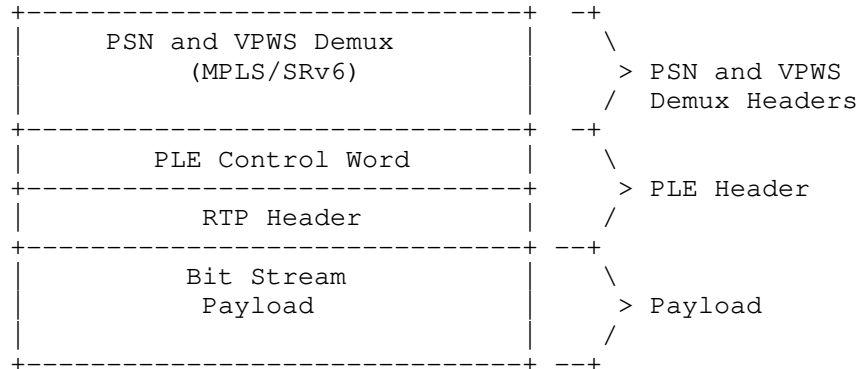 +-------------------------------+  -+
|     PSN and VPWS Demux        |    \
|          (MPLS/SRv6)          |     > PSN and VPWS
|                               |    /  Demux Headers
+-------------------------------+  -+
|        PLE Control Word       |    \
+-------------------------------+     > PLE Header
|           RTP Header          |    /
+-------------------------------+ --+
|          Bit Stream           |    \
|           Payload             |     > Payload
|                               |    /
+-------------------------------+ --+